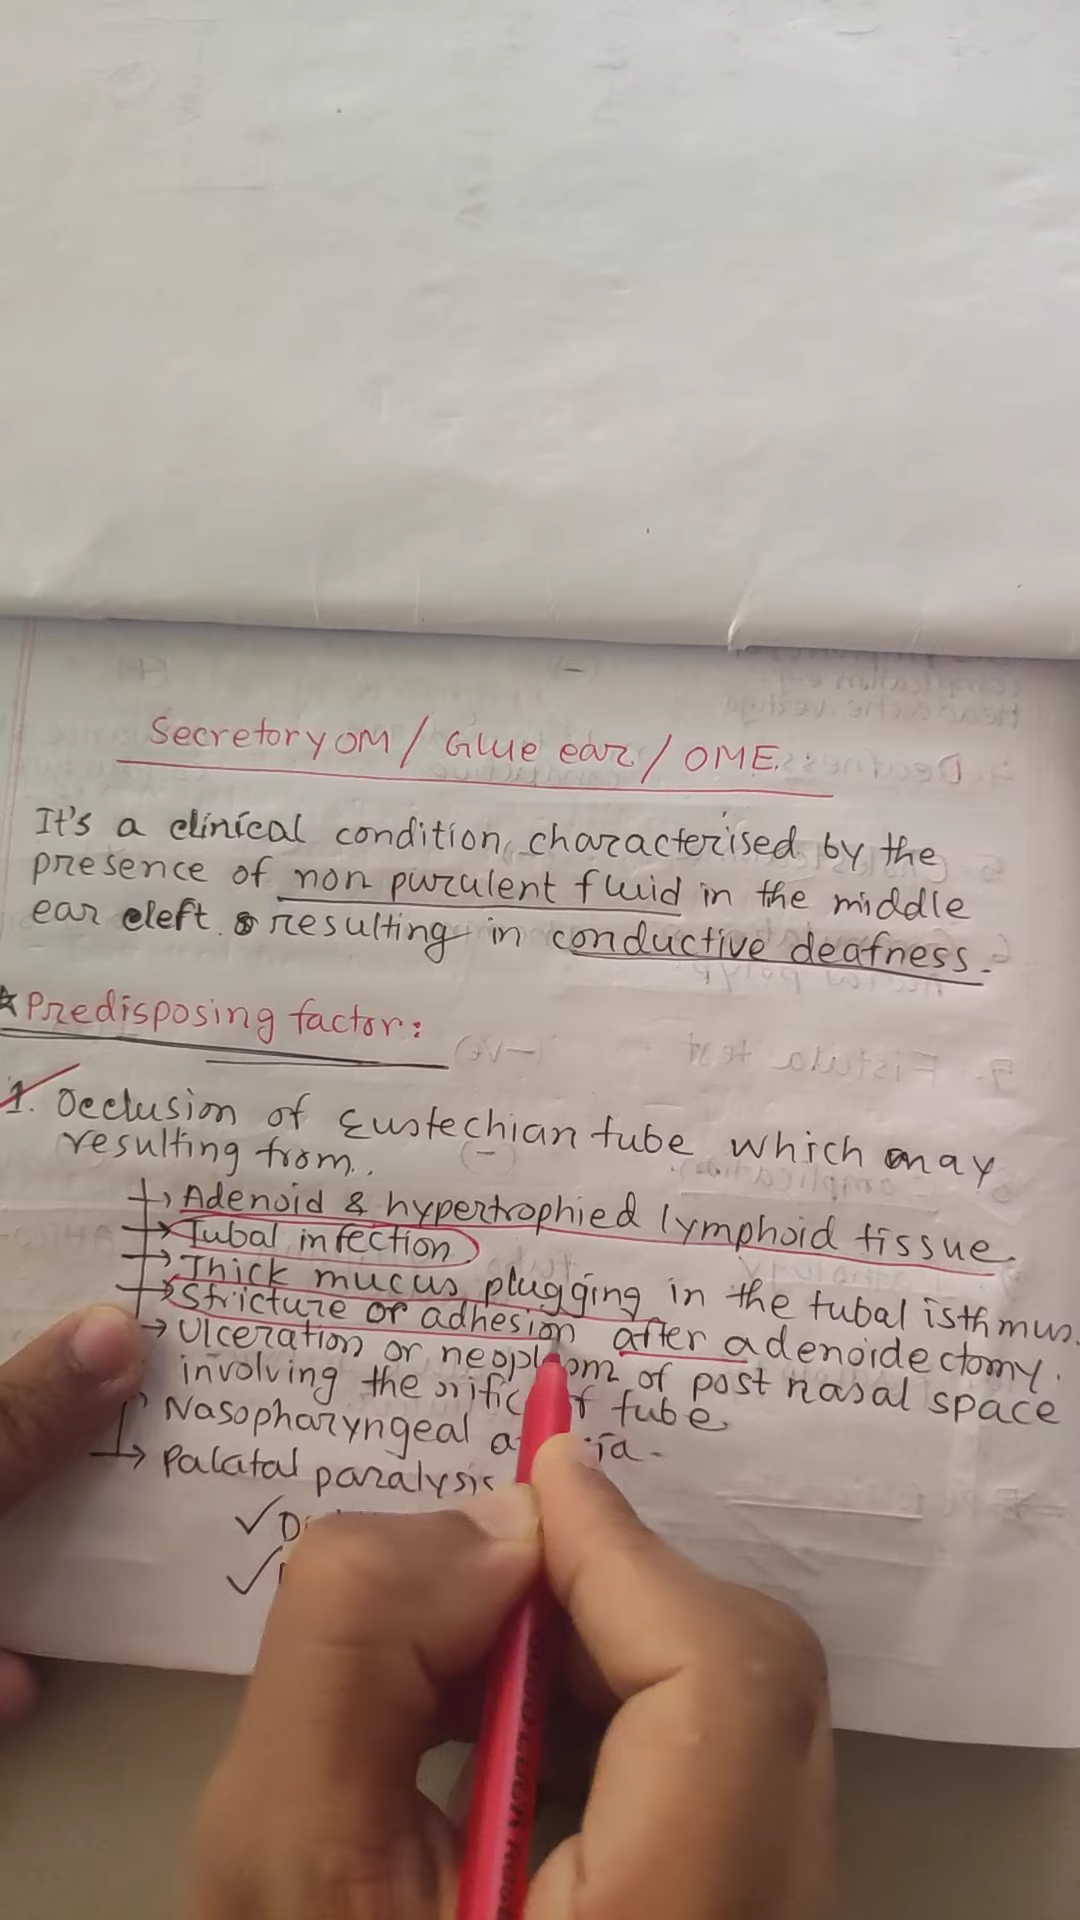 Secretory OM / Glue ear / OME.
It's a clinical condition, characterised by the
presence of non purulent fluid in the middle
ear cleft resulting in conductive deafness.
* Predisposing factor:
1. Occlusion of Eustechian tube which may
resulting from..
→ Adenoid & hypertrophied lymphoid tissue.
→ Tubal infection
→ Thick mucus plugging in the tubal isthmus.
→ Stricture or adhesion after adenoidectomy.
→ Ulceration or of post nasal space
involving the tube
Nasopharyngeal
→ Palatal paralysis